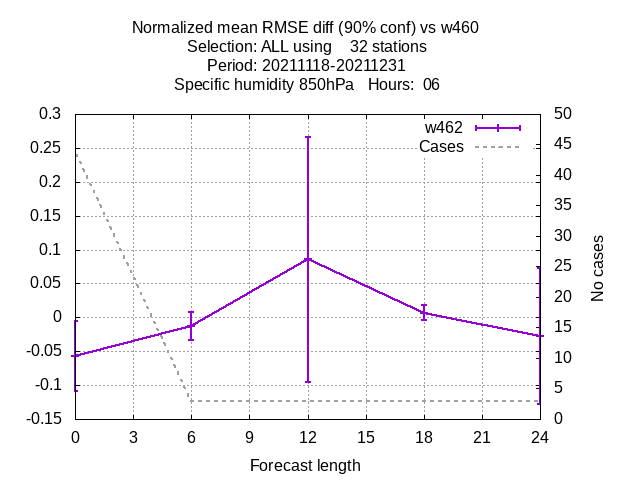 Normalized mean RMSE diff (90% conf) vs w460
Selection: ALL using    32 stations
Period: 20211118-20211231
Specific humidity 850hPa   Hours:  06
w462
Cases
0.3
0.25
0.2
0.15
0.1
0.05
0
-0.05
-0.1
-0.15
50
45
40
35
30
25
20
15
10
5
0
No cases
0 3 6 9 12 15 18 21 24
Forecast length